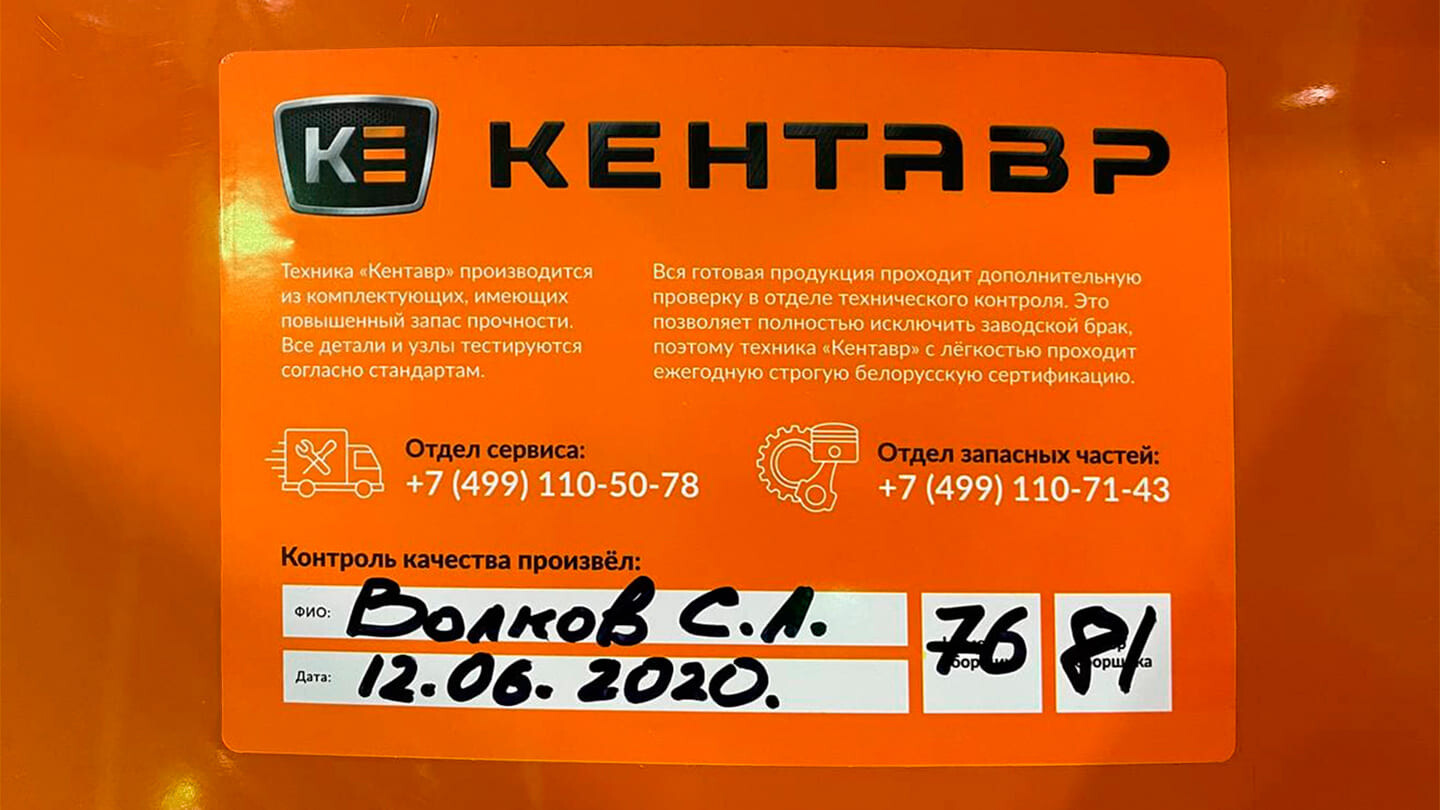 КЕ КЕНТАВР
Техника «Кентавр» производится
из комплектующих, имеющих
повышенный запас прочности.
Все детали и узлы тестируются
согласно стандартам.
Вся готовая продукция проходит дополнительную
проверку в отделе технического контроля. Это
позволяет полностью исключить заводской брак,
поэтому техника «Кентавр» с лёгкостью проходит
ежегодную строгую белорусскую сертификацию.
Отдел сервиса:
+7 (499) 110-50-78
Отдел запасных частей:
+7 (499) 110-71-43
Контроль качества произвёл:
ФИО: Волков С.Л.
Дата: 12.06.2020.
76
81